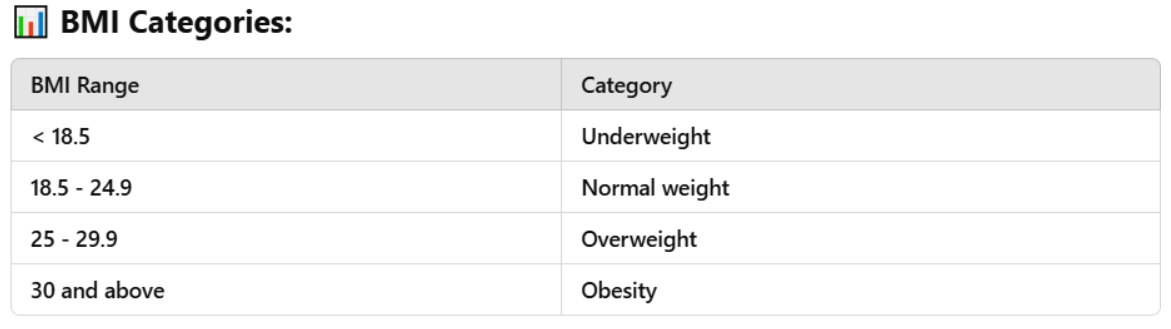 BMI Categories:
BMI Range Category
< 18.5 Underweight
18.5 - 24.9 Normal weight
25 - 29.9 Overweight
30 and above Obesity